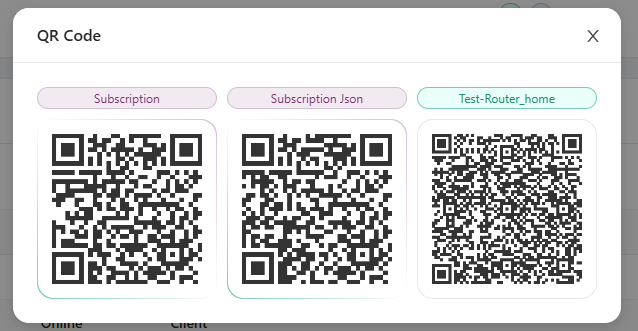 QR Code
Subscription
Subscription Json
Test-Router_home
Online
Client